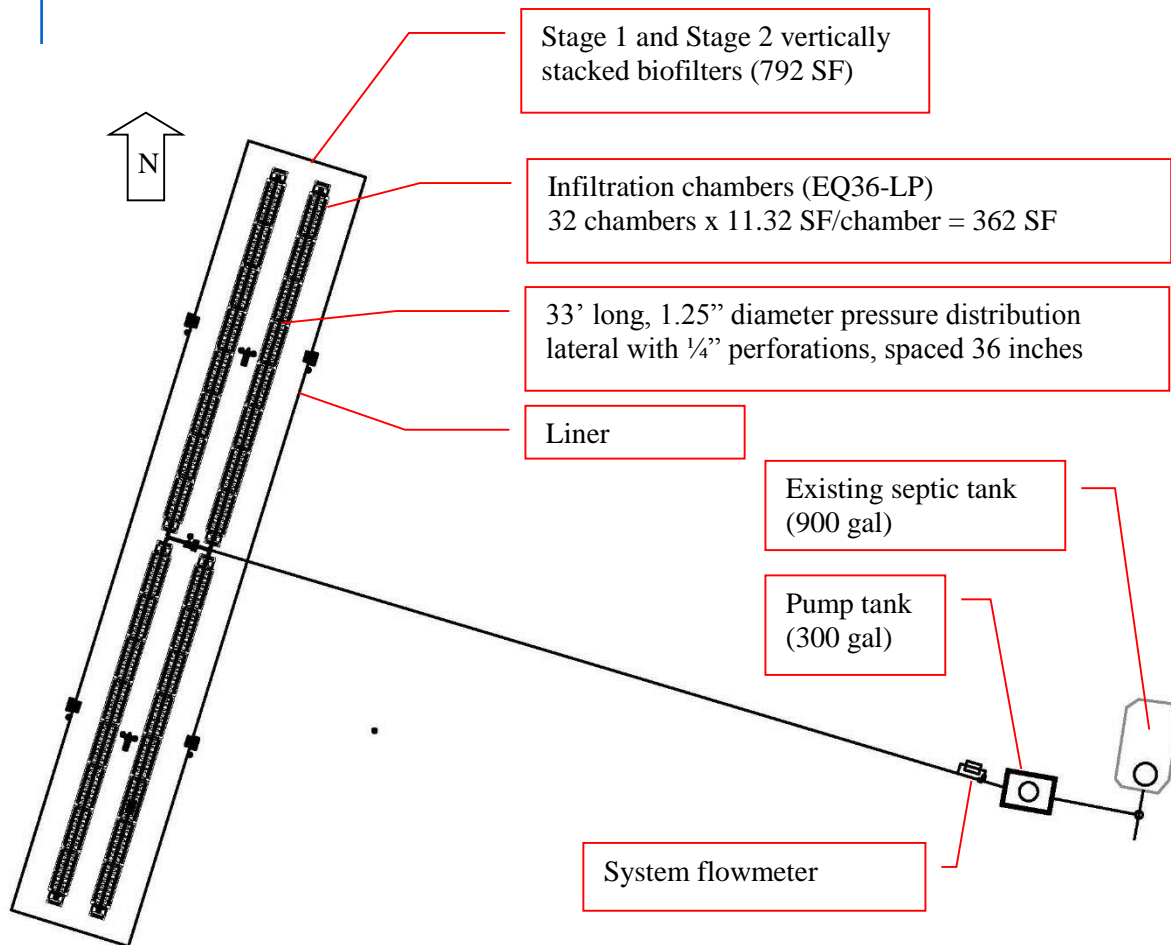 Stage 1 and Stage 2 vertically
stacked biofilters (792 SF)
N
Infiltration chambers (EQ36-LP)
32 chambers x 11.32 SF/chamber = 362 SF
33’ long, 1.25” diameter pressure distribution
lateral with ¼” perforations, spaced 36 inches
Liner
Existing septic tank
(900 gal)
Pump tank
(300 gal)
System flowmeter